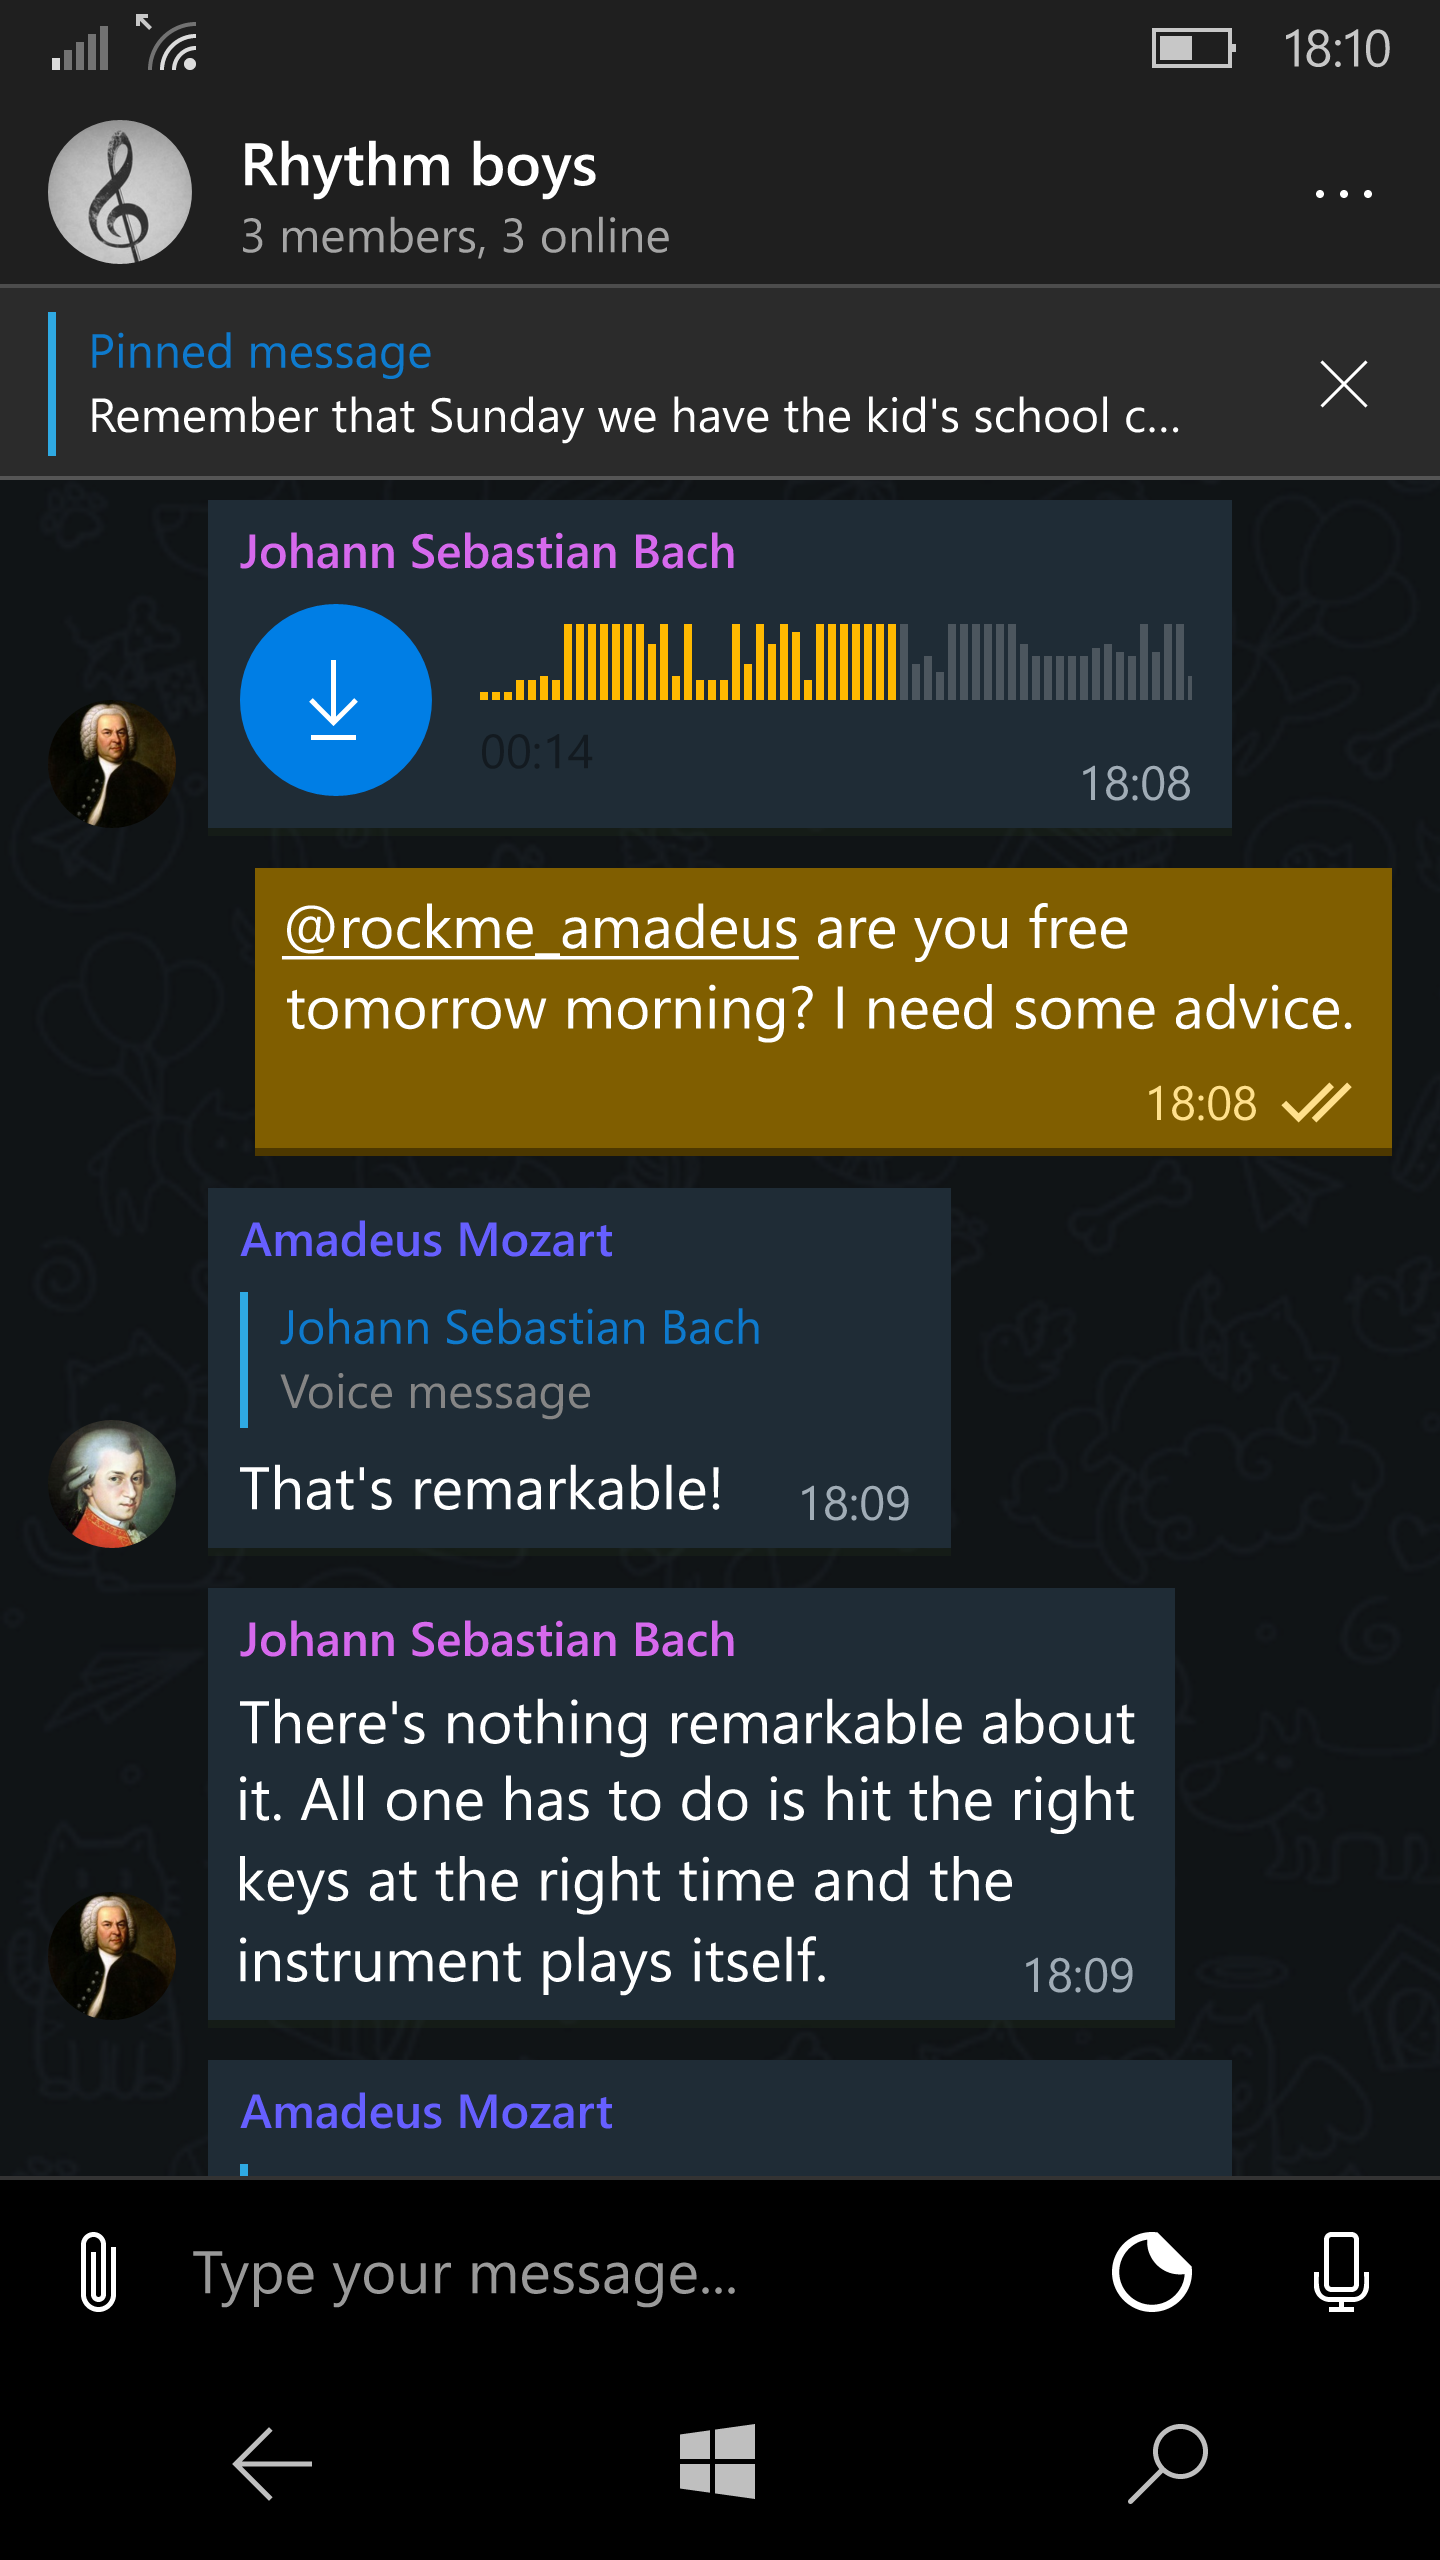 18:10
Rhythm boys
3 members, 3 online
Pinned message
Remember that Sunday we have the kid's school c...
Johann Sebastian Bach
00:14
18:08
@rockme_amadeus are you free
tomorrow morning? I need some advice.
18:08
Amadeus Mozart
Johann Sebastian Bach
Voice message
That's remarkable!
18:09
Johann Sebastian Bach
There's nothing remarkable about
it. All one has to do is hit the right
keys at the right time and the
instrument plays itself.
18:09
Amadeus Mozart
Type your message...